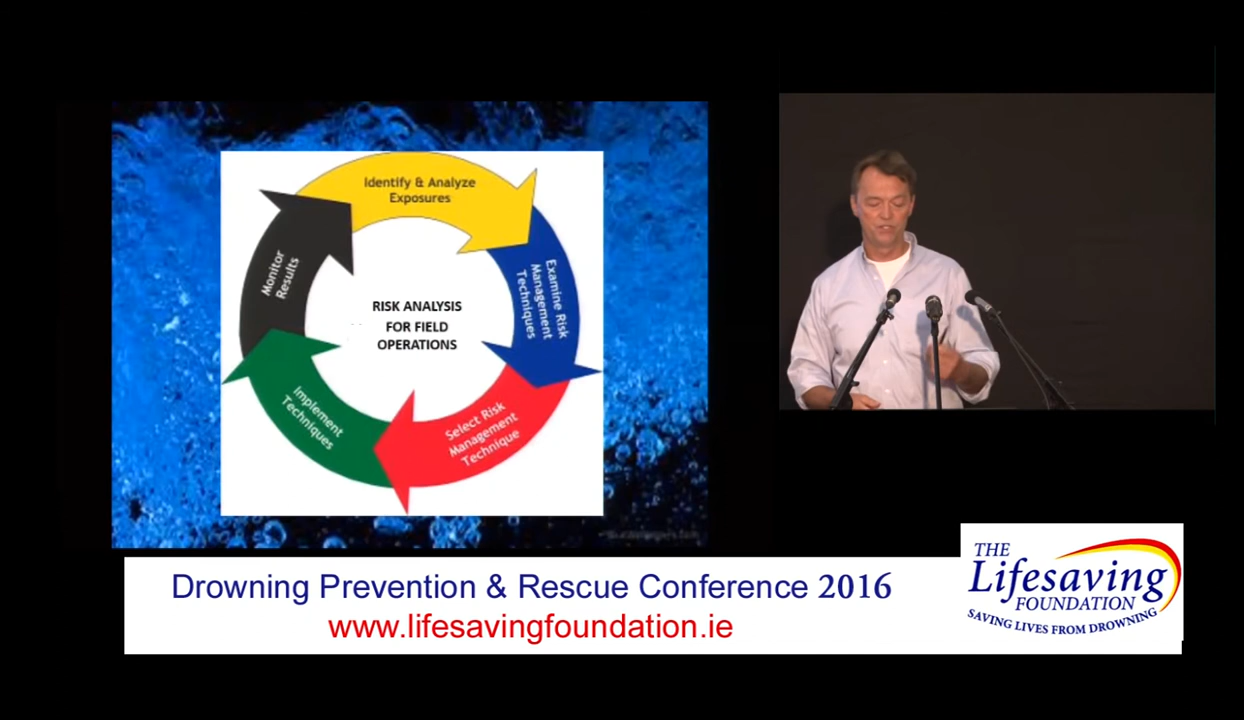 Identify & Analyze
Exposures
Examine Risk
Management
Techniques
Select Risk
Management
Technique
Implement
Techniques
Monitor
Results
RISK ANALYSIS
FOR FIELD
OPERATIONS
Drowning Prevention & Rescue Conference 2016
www.lifesavingfoundation.ie
THE
Lifesaving
FOUNDATION
SAVING LIVES FROM DROWNING